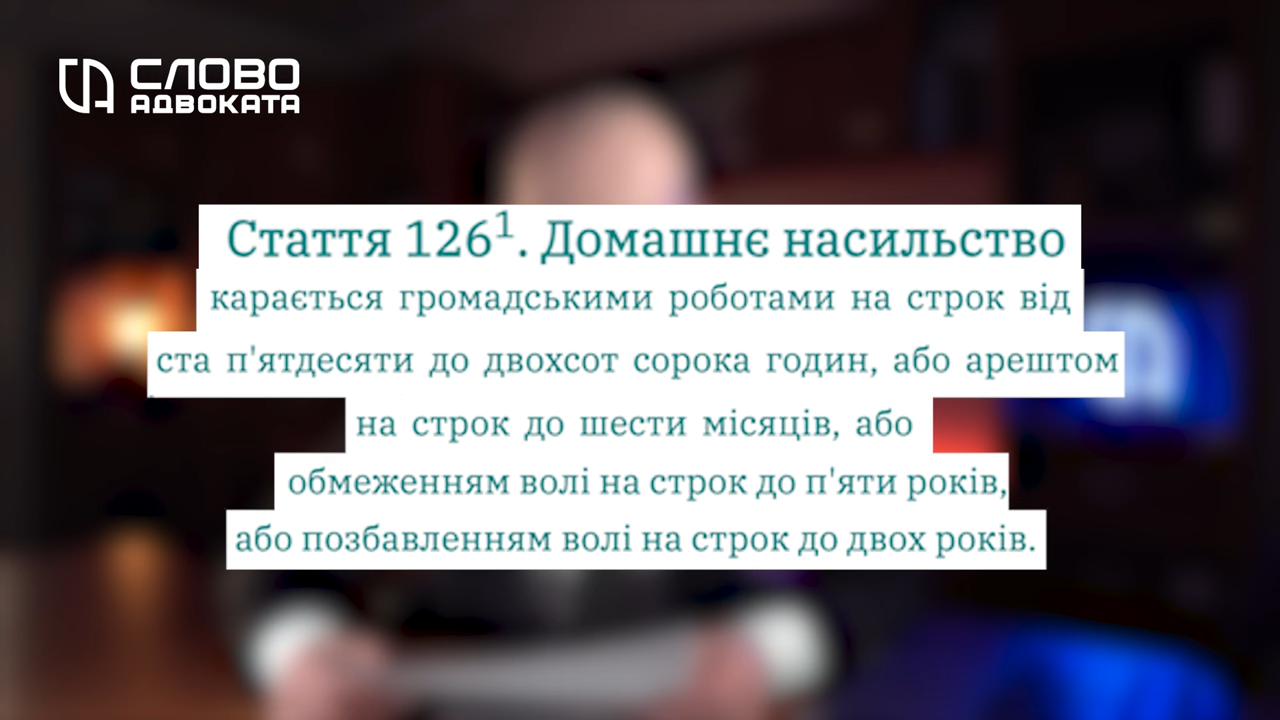 СЛОВО
АДВОКАТА
Стаття 126¹. Домашнє насильство
карається громадськими роботами на строк від
ста п'ятдесяти до двохсот сорока годин, або арештом
на строк до шести місяців, або
обмеженням волі на строк до п'яти років,
або позбавленням волі на строк до двох років.